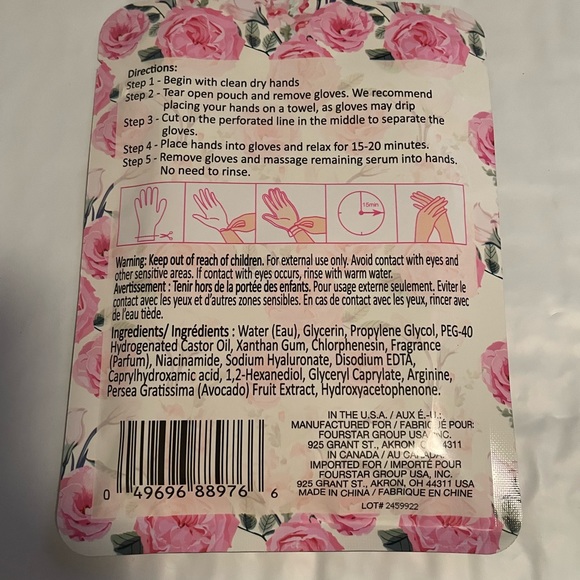 Directions:
Step 1 - Begin with clean dry hands
Step 2 - Tear open pouch and remove gloves. We recommend
placing your hands on a towel, as gloves may drip
Step 3 - Cut on the perforated line in the middle to separate the
gloves.
Step 4 - Place hands into gloves and relax for 15-20 minutes.
Step 5 - Remove gloves and massage remaining serum into hands.
No need to rinse.
15min
Warning: Keep out of reach of children. For external use only. Avoid contact with eyes and
other sensitive areas. If contact with eyes occurs, rinse with warm water.
Avertissement : Tenir hors de la portée des enfants. Pour usage externe seulement. Eviter le
contact avec les yeux et d'autres zones sensibles. En cas de contact avec les yeux, rincer avec
de l'eau tiède.
Ingredients/ Ingrédients : Water (Eau), Glycerin, Propylene Glycol, PEG-40
Hydrogenated Castor Oil, Xanthan Gum, Chlorphenesin, Fragrance
(Parfum), Niacinamide, Sodium Hyaluronate, Disodium EDTA,
Caprylhydroxamic acid, 1,2-Hexanediol, Glyceryl Caprylate, Arginine,
Persea Gratissima (Avocado) Fruit Extract, Hydroxyacetophenone.
IN THE U.S.A. / AUX É.-U.:
MANUFACTURED FOR / FABRIQUÉ POUR:
FOURSTAR GROUP USA, INC.
925 GRANT ST., AKRON, OH 44311
IN CANADA / AU CANADA:
IMPORTED FOR / IMPORTÉ POUR
FOURSTAR GROUP USA, INC.
925 GRANT ST., AKRON, OH 44311 USA
MADE IN CHINA / FABRIQUE EN CHINE
LOT# 2459922
0 49696 88976 6